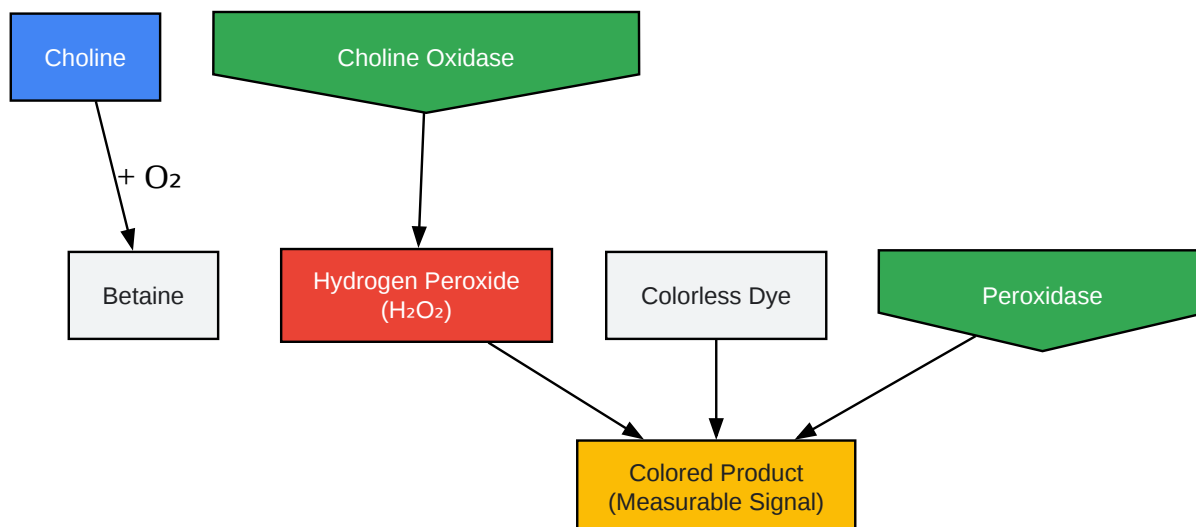 Choline
Choline Oxidase
+ O₂
Betaine
Hydrogen Peroxide
(H₂O₂)
Colorless Dye
Peroxidase
Colored Product
(Measurable Signal)